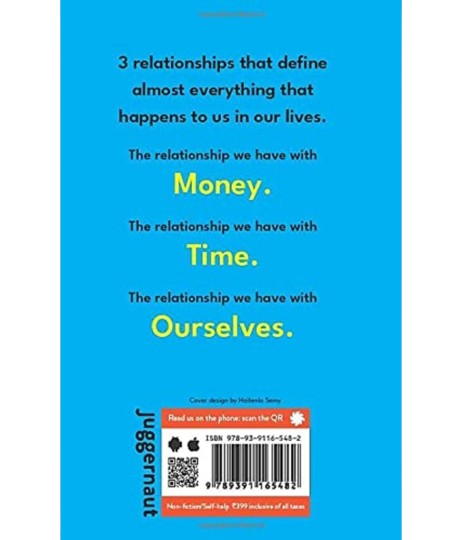 3 relationships that define
almost everything that
happens to us in our lives.
The relationship we have with
Money.
The relationship we have with
Time.
The relationship we have with
Ourselves.
Cover design by Haitenlo Semy
juggernaut
Read us on the phone: scan the QR
ISBN 978-93-9116-548-2
9 789391 165482
Non-fiction/Self-help ₹399 inclusive of all taxes